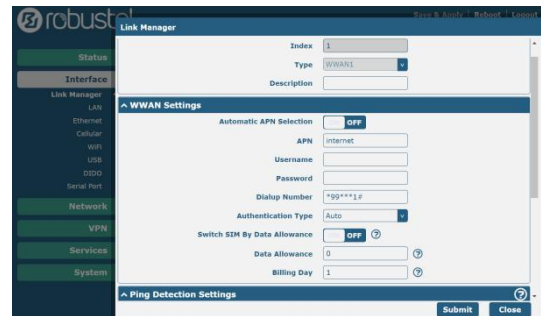 robustel
Save & Apply | Reboot | Logout
Link Manager
Status
Interface
Link Manager
LAN
Ethernet
Cellular
WiFi
USB
DIDO
Serial Port
Network
VPN
Services
System
Index 1
Type WWAN1 v
Description
^ WWAN Settings
Automatic APN Selection OFF
APN internet
Username
Password
Dialup Number *99***1#
Authentication Type Auto v
Switch SIM By Data Allowance OFF ?
Data Allowance 0 ?
Billing Day 1 ?
^ Ping Detection Settings ?
Submit Close